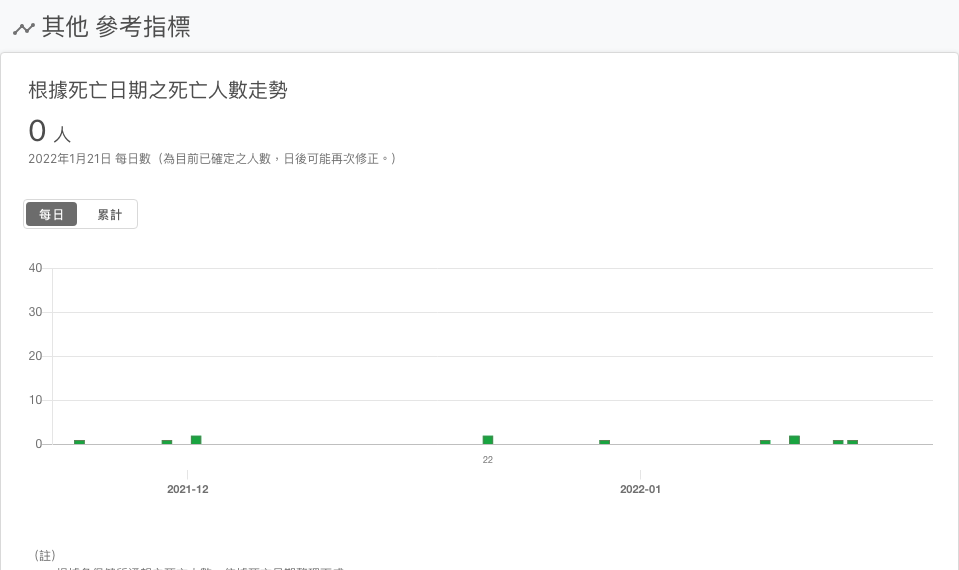 其他 參考指標
根據死亡日期之死亡人數走勢
0 人
2022年1月21日 每日數（為目前已確定之人數，日後可能再次修正。）
每日 累計
40
30
20
10
0
22
2021-12 2022-01
（註）